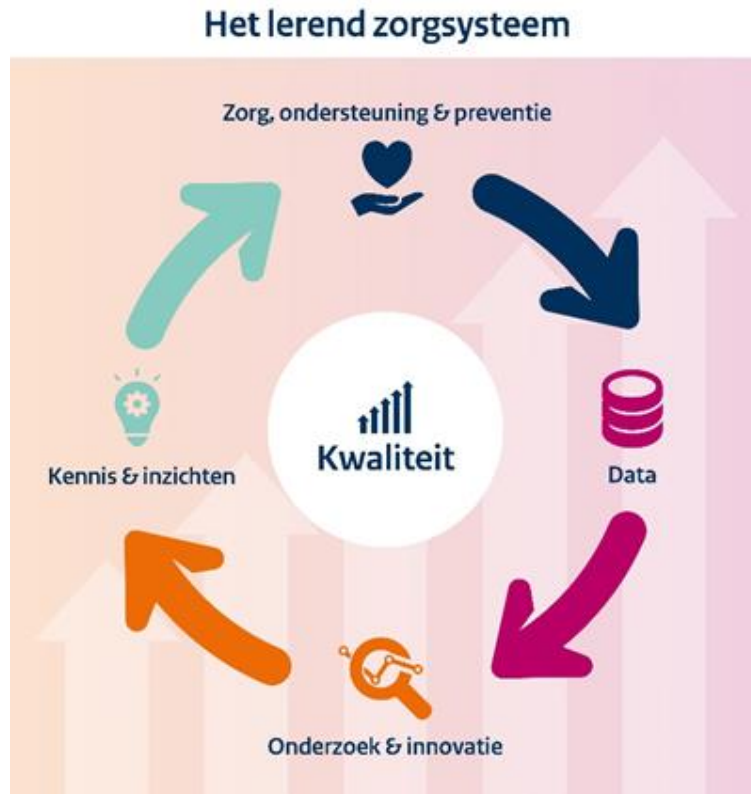 Het lerend zorgsysteem
Zorg, ondersteuning & preventie
Kwaliteit
Kennis & inzichten
Data
Onderzoek & innovatie